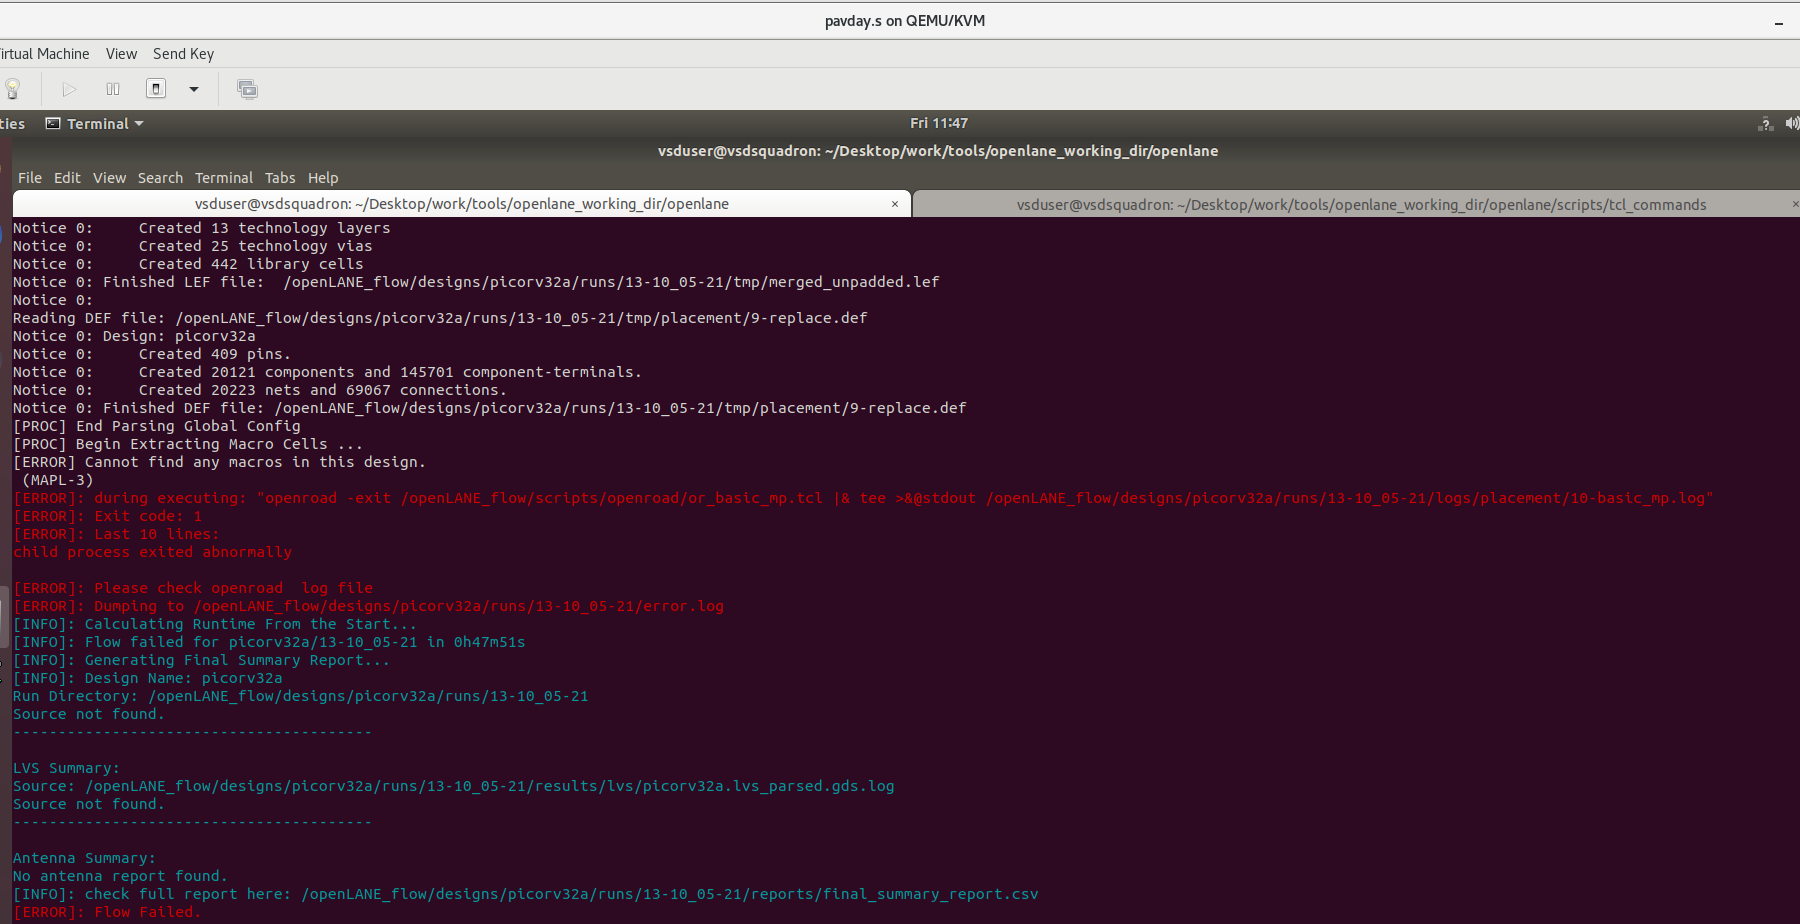 pavday.s on QEMU/KVM
irtual Machine View Send Key
ties Terminal Fri 11:47
vsduser@vsdsquadron: ~/Desktop/work/tools/openlane_working_dir/openlane
File Edit View Search Terminal Tabs Help
vsduser@vsdsquadron: ~/Desktop/work/tools/openlane_working_dir/openlane × vsduser@vsdsquadron: ~/Desktop/work/tools/openlane_working_dir/openlane/scripts/tcl_commands ×
Notice 0:     Created 13 technology layers
Notice 0:     Created 25 technology vias
Notice 0:     Created 442 library cells
Notice 0: Finished LEF file:  /openLANE_flow/designs/picorv32a/runs/13-10_05-21/tmp/merged_unpadded.lef
Notice 0:
Reading DEF file: /openLANE_flow/designs/picorv32a/runs/13-10_05-21/tmp/placement/9-replace.def
Notice 0: Design: picorv32a
Notice 0:     Created 409 pins.
Notice 0:     Created 20121 components and 145701 component-terminals.
Notice 0:     Created 20223 nets and 69067 connections.
Notice 0: Finished DEF file: /openLANE_flow/designs/picorv32a/runs/13-10_05-21/tmp/placement/9-replace.def
[PROC] End Parsing Global Config
[PROC] Begin Extracting Macro Cells ...
[ERROR] Cannot find any macros in this design.
 (MAPL-3)
[ERROR]: during executing: "openroad -exit /openLANE_flow/scripts/openroad/or_basic_mp.tcl |& tee >&@stdout /openLANE_flow/designs/picorv32a/runs/13-10_05-21/logs/placement/10-basic_mp.log"
[ERROR]: Exit code: 1
[ERROR]: Last 10 lines:
child process exited abnormally
[ERROR]: Please check openroad  log file
[ERROR]: Dumping to /openLANE_flow/designs/picorv32a/runs/13-10_05-21/error.log
[INFO]: Calculating Runtime From the Start...
[INFO]: Flow failed for picorv32a/13-10_05-21 in 0h47m51s
[INFO]: Generating Final Summary Report...
[INFO]: Design Name: picorv32a
Run Directory: /openLANE_flow/designs/picorv32a/runs/13-10_05-21
Source not found.
----------------------------------------
LVS Summary:
Source: /openLANE_flow/designs/picorv32a/runs/13-10_05-21/results/lvs/picorv32a.lvs_parsed.gds.log
Source not found.
----------------------------------------
Antenna Summary:
No antenna report found.
[INFO]: check full report here: /openLANE_flow/designs/picorv32a/runs/13-10_05-21/reports/final_summary_report.csv
[ERROR]: Flow Failed.